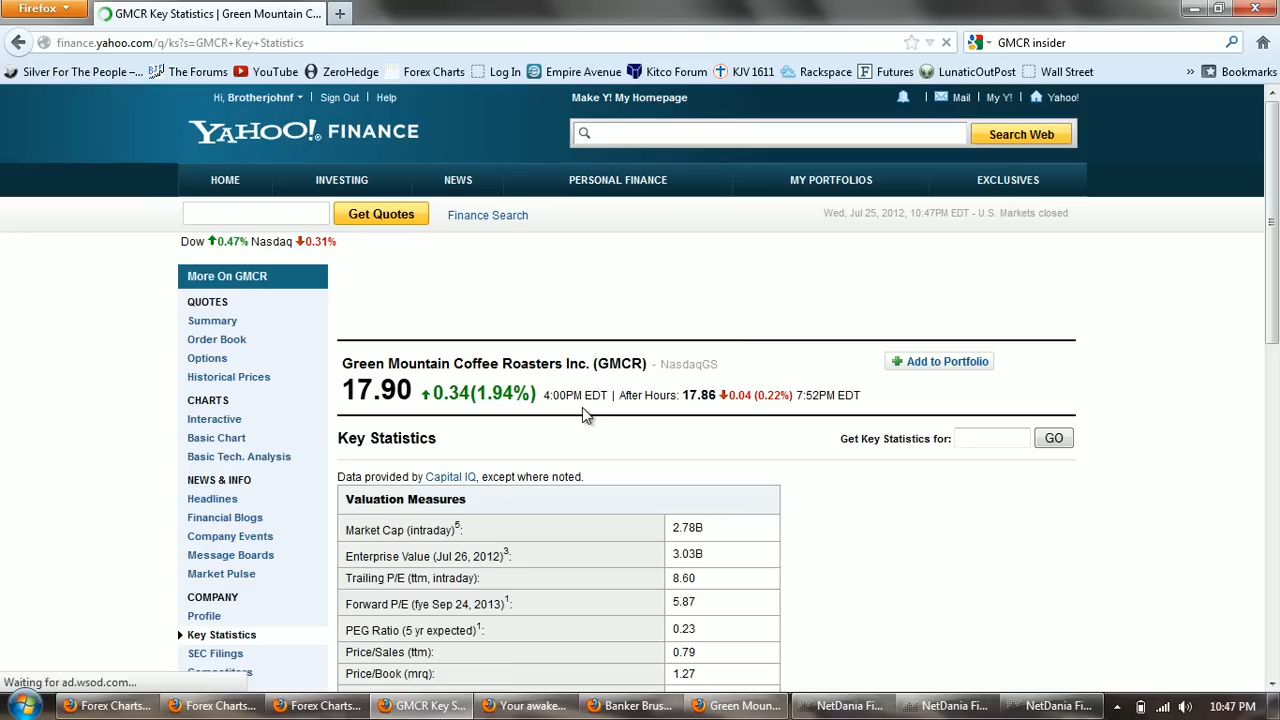 Firefox
GMCR Key Statistics | Green Mountain C...
finance.yahoo.com/q/ks?s=GMCR+Key+Statistics
GMCR insider
Silver For The People –...
The Forums
YouTube
ZeroHedge
Forex Charts
Log In
Empire Avenue
Kitco Forum
KJV 1611
Rackspace
Futures
LunaticOutPost
Wall Street
»
Bookmarks
Hi, Brotherjohnf
Sign Out
Help
Make Y! My Homepage
Mail
My Y!
Yahoo!
YAHOO! FINANCE
Search Web
HOME
INVESTING
NEWS
PERSONAL FINANCE
MY PORTFOLIOS
EXCLUSIVES
Get Quotes
Finance Search
Wed, Jul 25, 2012, 10:47PM EDT - U.S. Markets closed
Dow 0.47% Nasdaq 0.31%
More On GMCR
QUOTES
Summary
Order Book
Options
Historical Prices
CHARTS
Interactive
Basic Chart
Basic Tech. Analysis
NEWS & INFO
Headlines
Financial Blogs
Company Events
Message Boards
Market Pulse
COMPANY
Profile
Key Statistics
SEC Filings
Competitors
Green Mountain Coffee Roasters Inc. (GMCR) - NasdaqGS
Add to Portfolio
17.90 0.34(1.94%) 4:00PM EDT | After Hours: 17.86 0.04 (0.22%) 7:52PM EDT
Key Statistics
Get Key Statistics for:
GO
Data provided by Capital IQ, except where noted.
Valuation Measures
Market Cap (intraday)5: 2.78B
Enterprise Value (Jul 26, 2012)3: 3.03B
Trailing P/E (ttm, intraday): 8.60
Forward P/E (fye Sep 24, 2013)1: 5.87
PEG Ratio (5 yr expected)1: 0.23
Price/Sales (ttm): 0.79
Price/Book (mrq): 1.27
Waiting for ad.wsod.com...
Forex Charts...
Forex Charts...
Forex Charts...
GMCR Key S...
Your awake...
Banker Brus...
Green Moun...
NetDania Fi...
NetDania Fi...
NetDania Fi...
10:47 PM